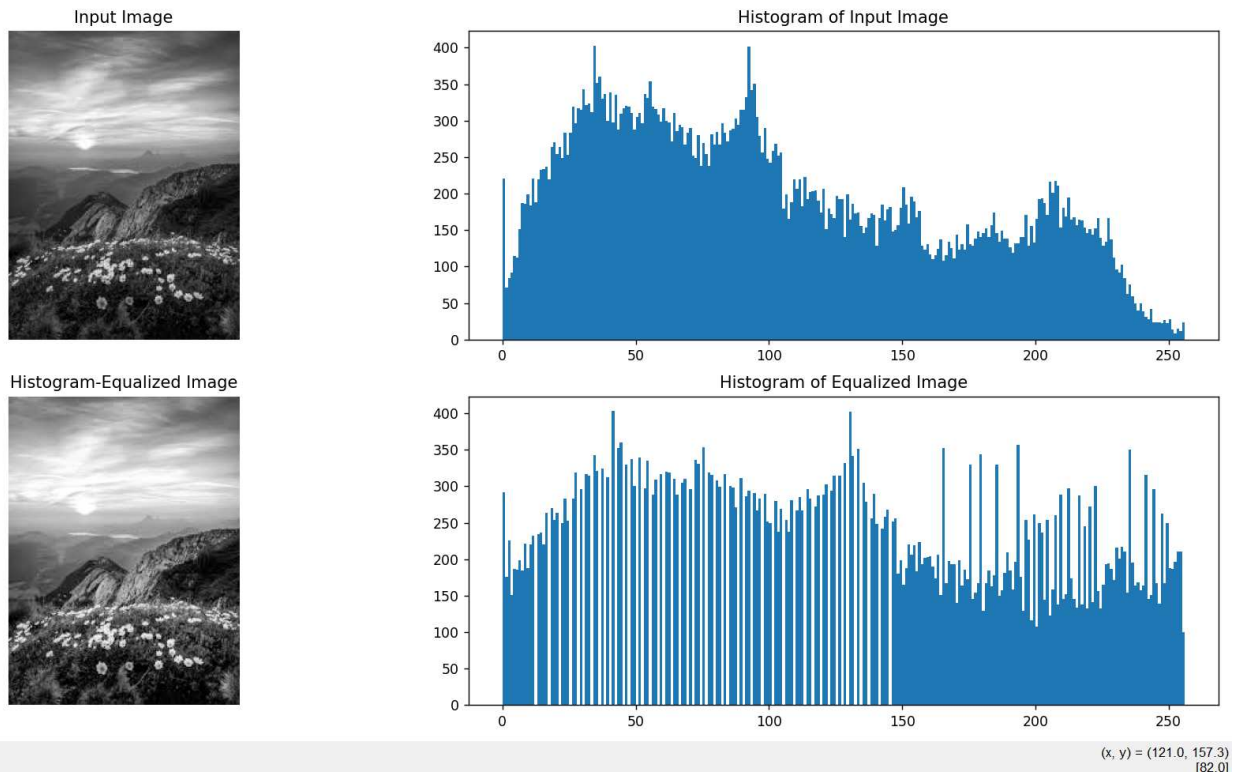 Input Image
Histogram of Input Image
400
350
300
250
200
150
100
50
0
0 50 100 150 200 250
Histogram-Equalized Image
Histogram of Equalized Image
400
350
300
250
200
150
100
50
0
0 50 100 150 200 250
(x, y) = (121.0, 157.3)
[82.0]